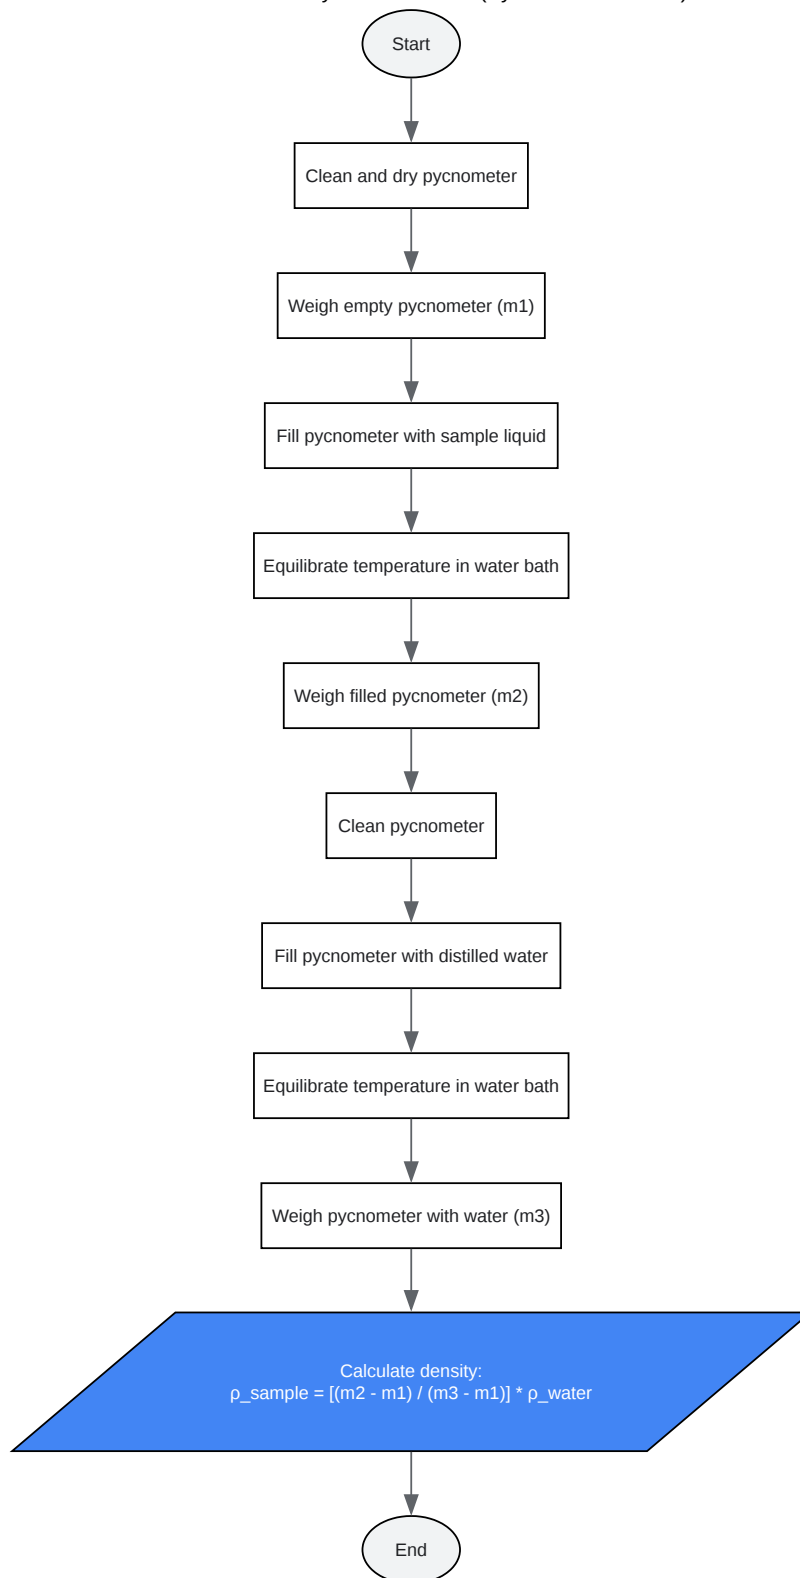 Start
Clean and dry pycnometer
Weigh empty pycnometer (m1)
Fill pycnometer with sample liquid
Equilibrate temperature in water bath
Weigh filled pycnometer (m2)
Clean pycnometer
Fill pycnometer with distilled water
Equilibrate temperature in water bath
Weigh pycnometer with water (m3)
Calculate density:
ρ_sample = [(m2 - m1) / (m3 - m1)] * ρ_water
End